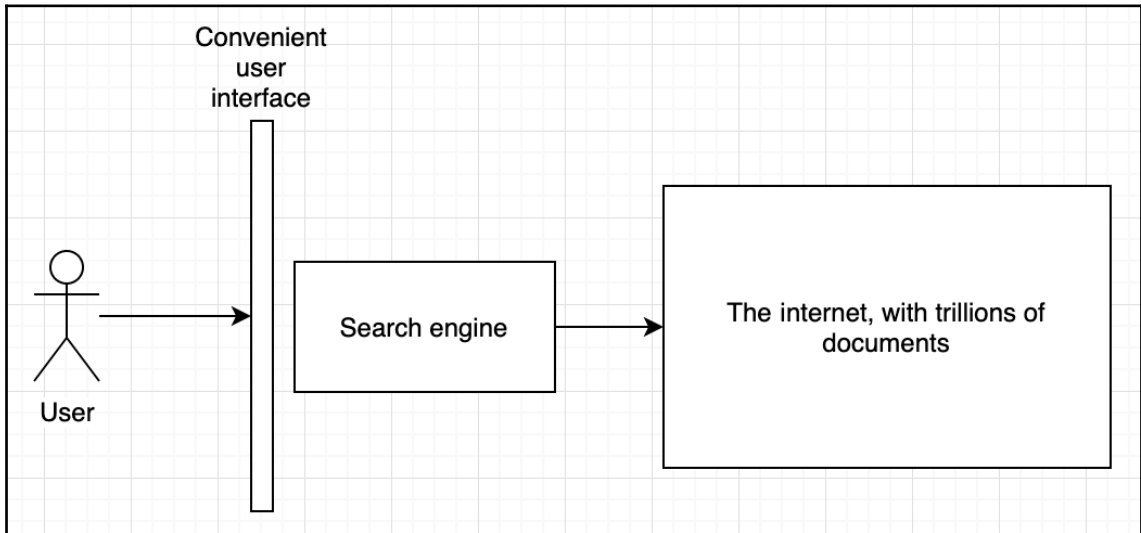 Convenient
user
interface
User
Search engine
The internet, with trillions of
documents